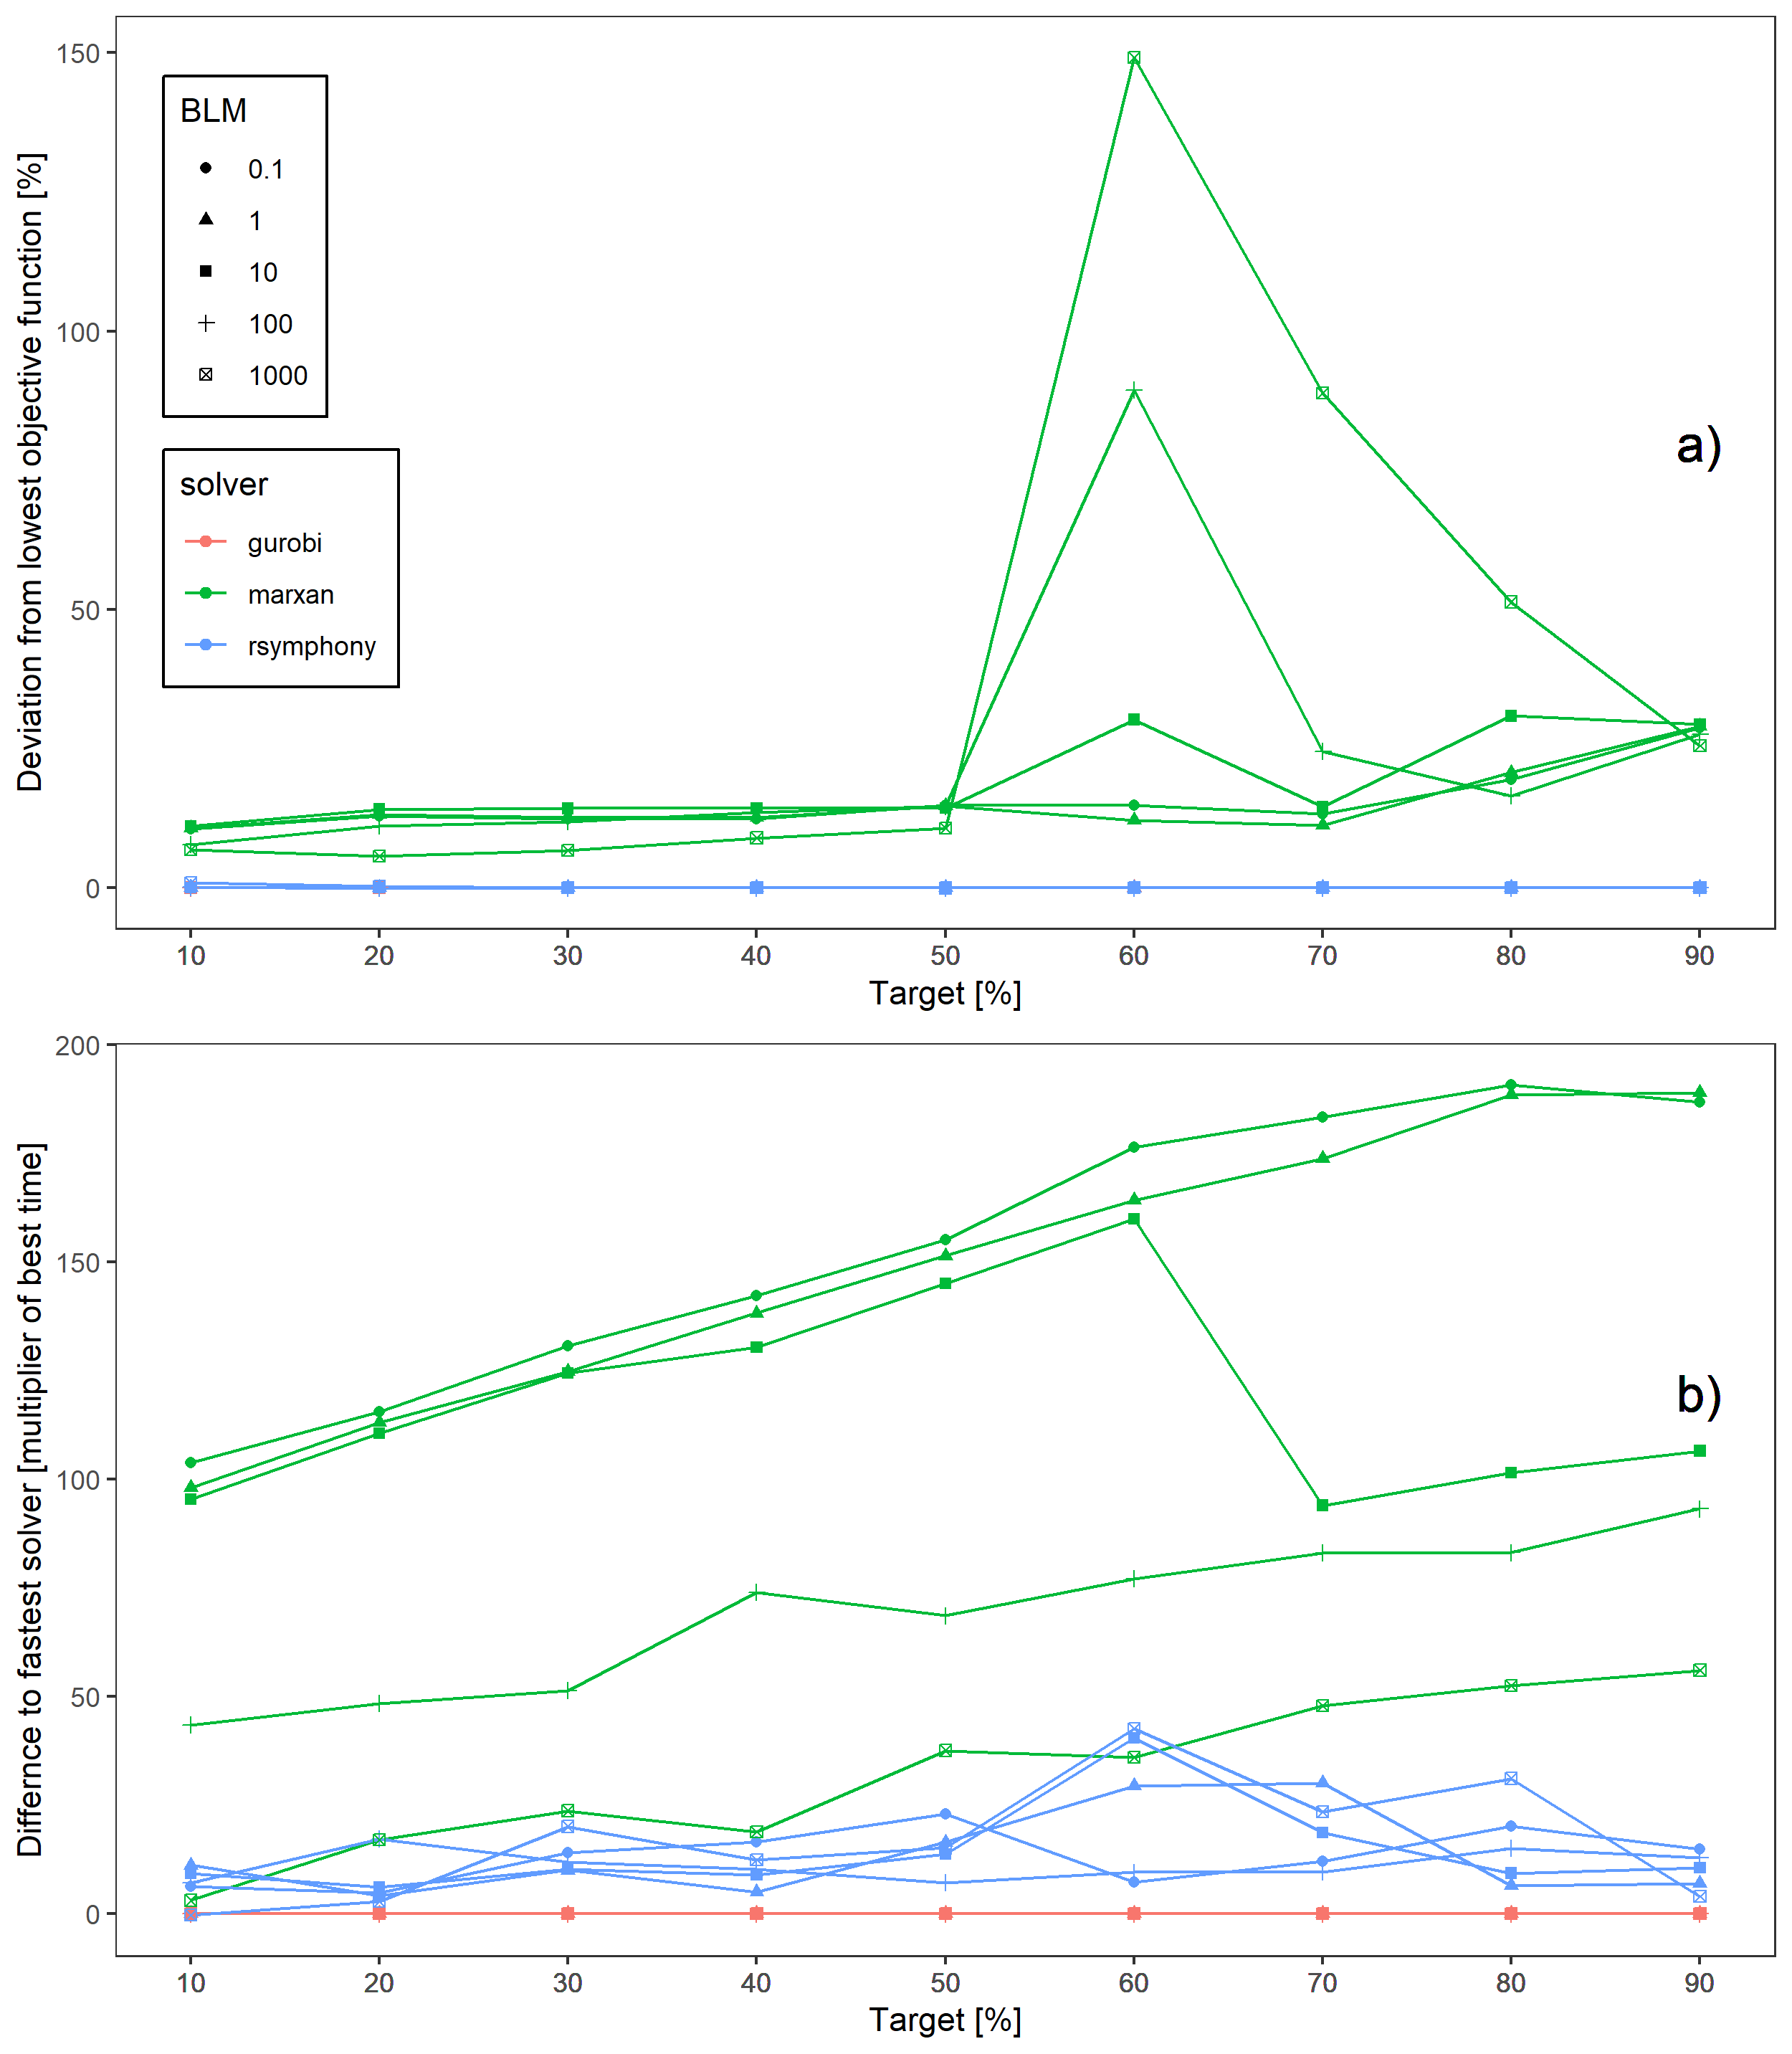 Deviation from lowest objective function [%]
150
100
50
0
BLM
0.1
1
10
100
1000
solver
gurobi
marxan
rsymphony
a)
10 20 30 40 50 60 70 80 90
Target [%]
Differnce to fastest solver [multiplier of best time]
200
150
100
50
0
b)
10 20 30 40 50 60 70 80 90
Target [%]